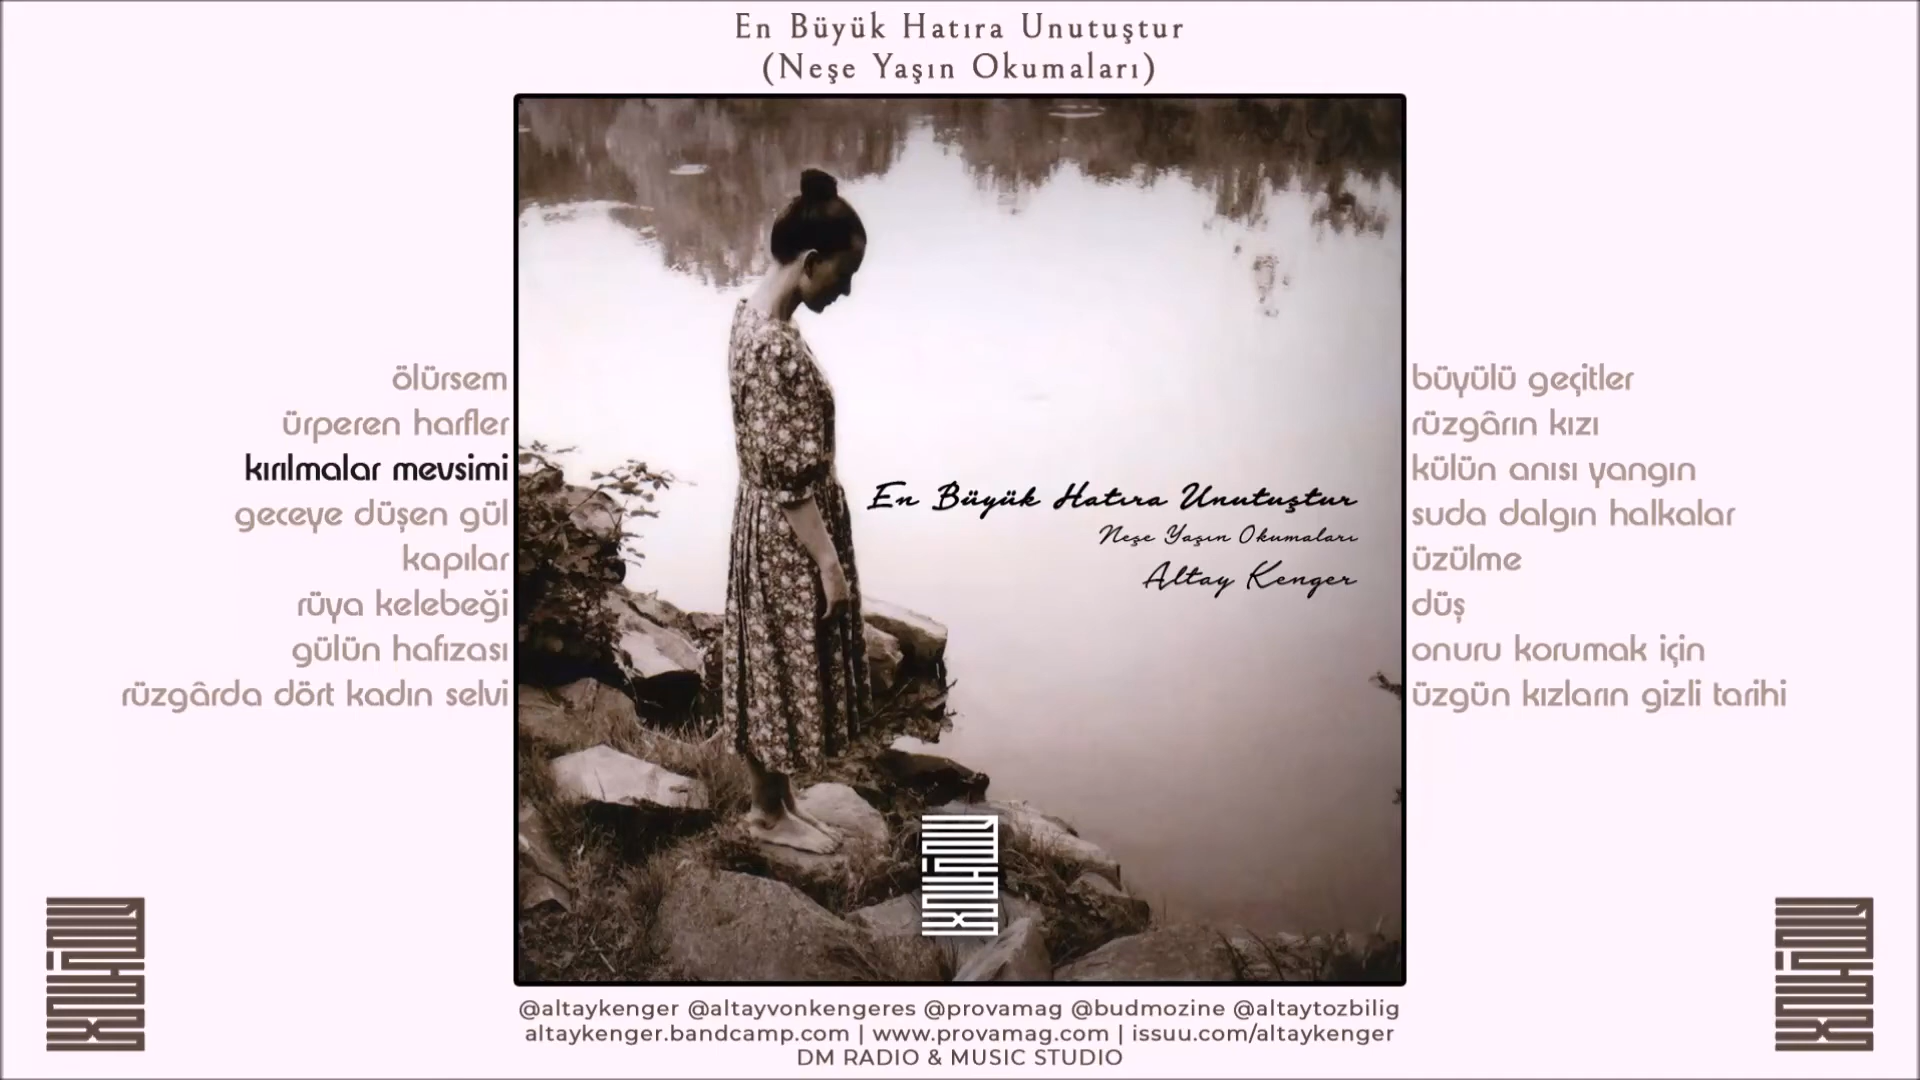 En Büyük Hatıra Unutuştur
(Neşe Yaşın Okumaları)
ölürsem
ürperen harfler
kırılmalar mevsimi
geceye düşen gül
kapılar
rüya kelebeği
gülün hafızası
rüzgârda dört kadın selvi
En Büyük Hatıra Unutuştur
Neşe Yaşın Okumaları
Altay Kenger
büyülü geçitler
rüzgârın kızı
külün anısı yangın
suda dalgın halkalar
üzülme
düş
onuru korumak için
üzgün kızların gizli tarihi
@altaykenger @altayvonkengeres @provamag @budmozine @altaytozbilig
altaykenger.bandcamp.com | www.provamag.com | issuu.com/altaykenger
DM RADIO & MUSIC STUDIO